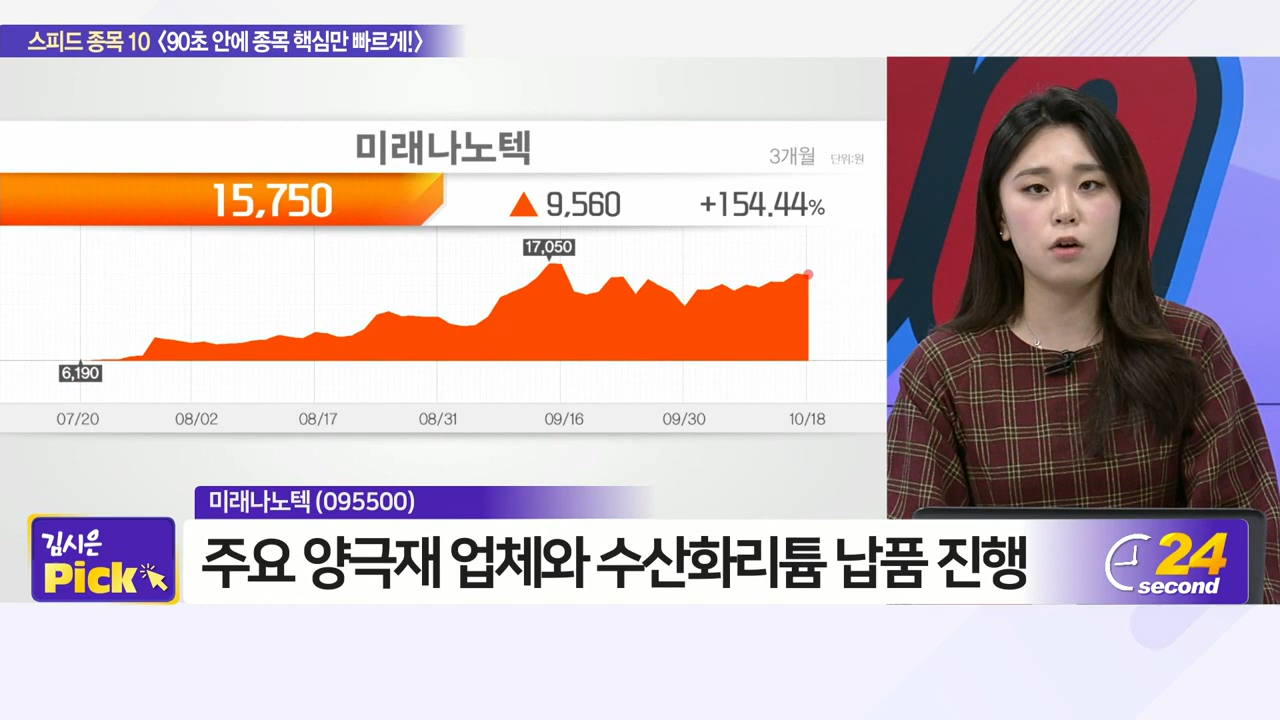 스피드 종목 10 〈90초 안에 종목 핵심만 빠르게!〉
미래나노텍
3개월 단위:원
15,750 ▲ 9,560 +154.44%
17,050
6,190
07/20 08/02 08/17 08/31 09/16 09/30 10/18
미래나노텍 (095500)
김시은
Pick
주요 양극재 업체와 수산화리튬 납품 진행
24
second